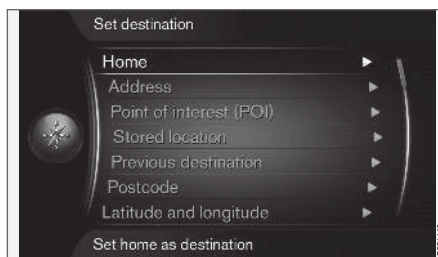 Set destination
Home
Address
Point of interest (POI)
Stored location
Previous destination
Postcode
Latitude and longitude
Set home as destination